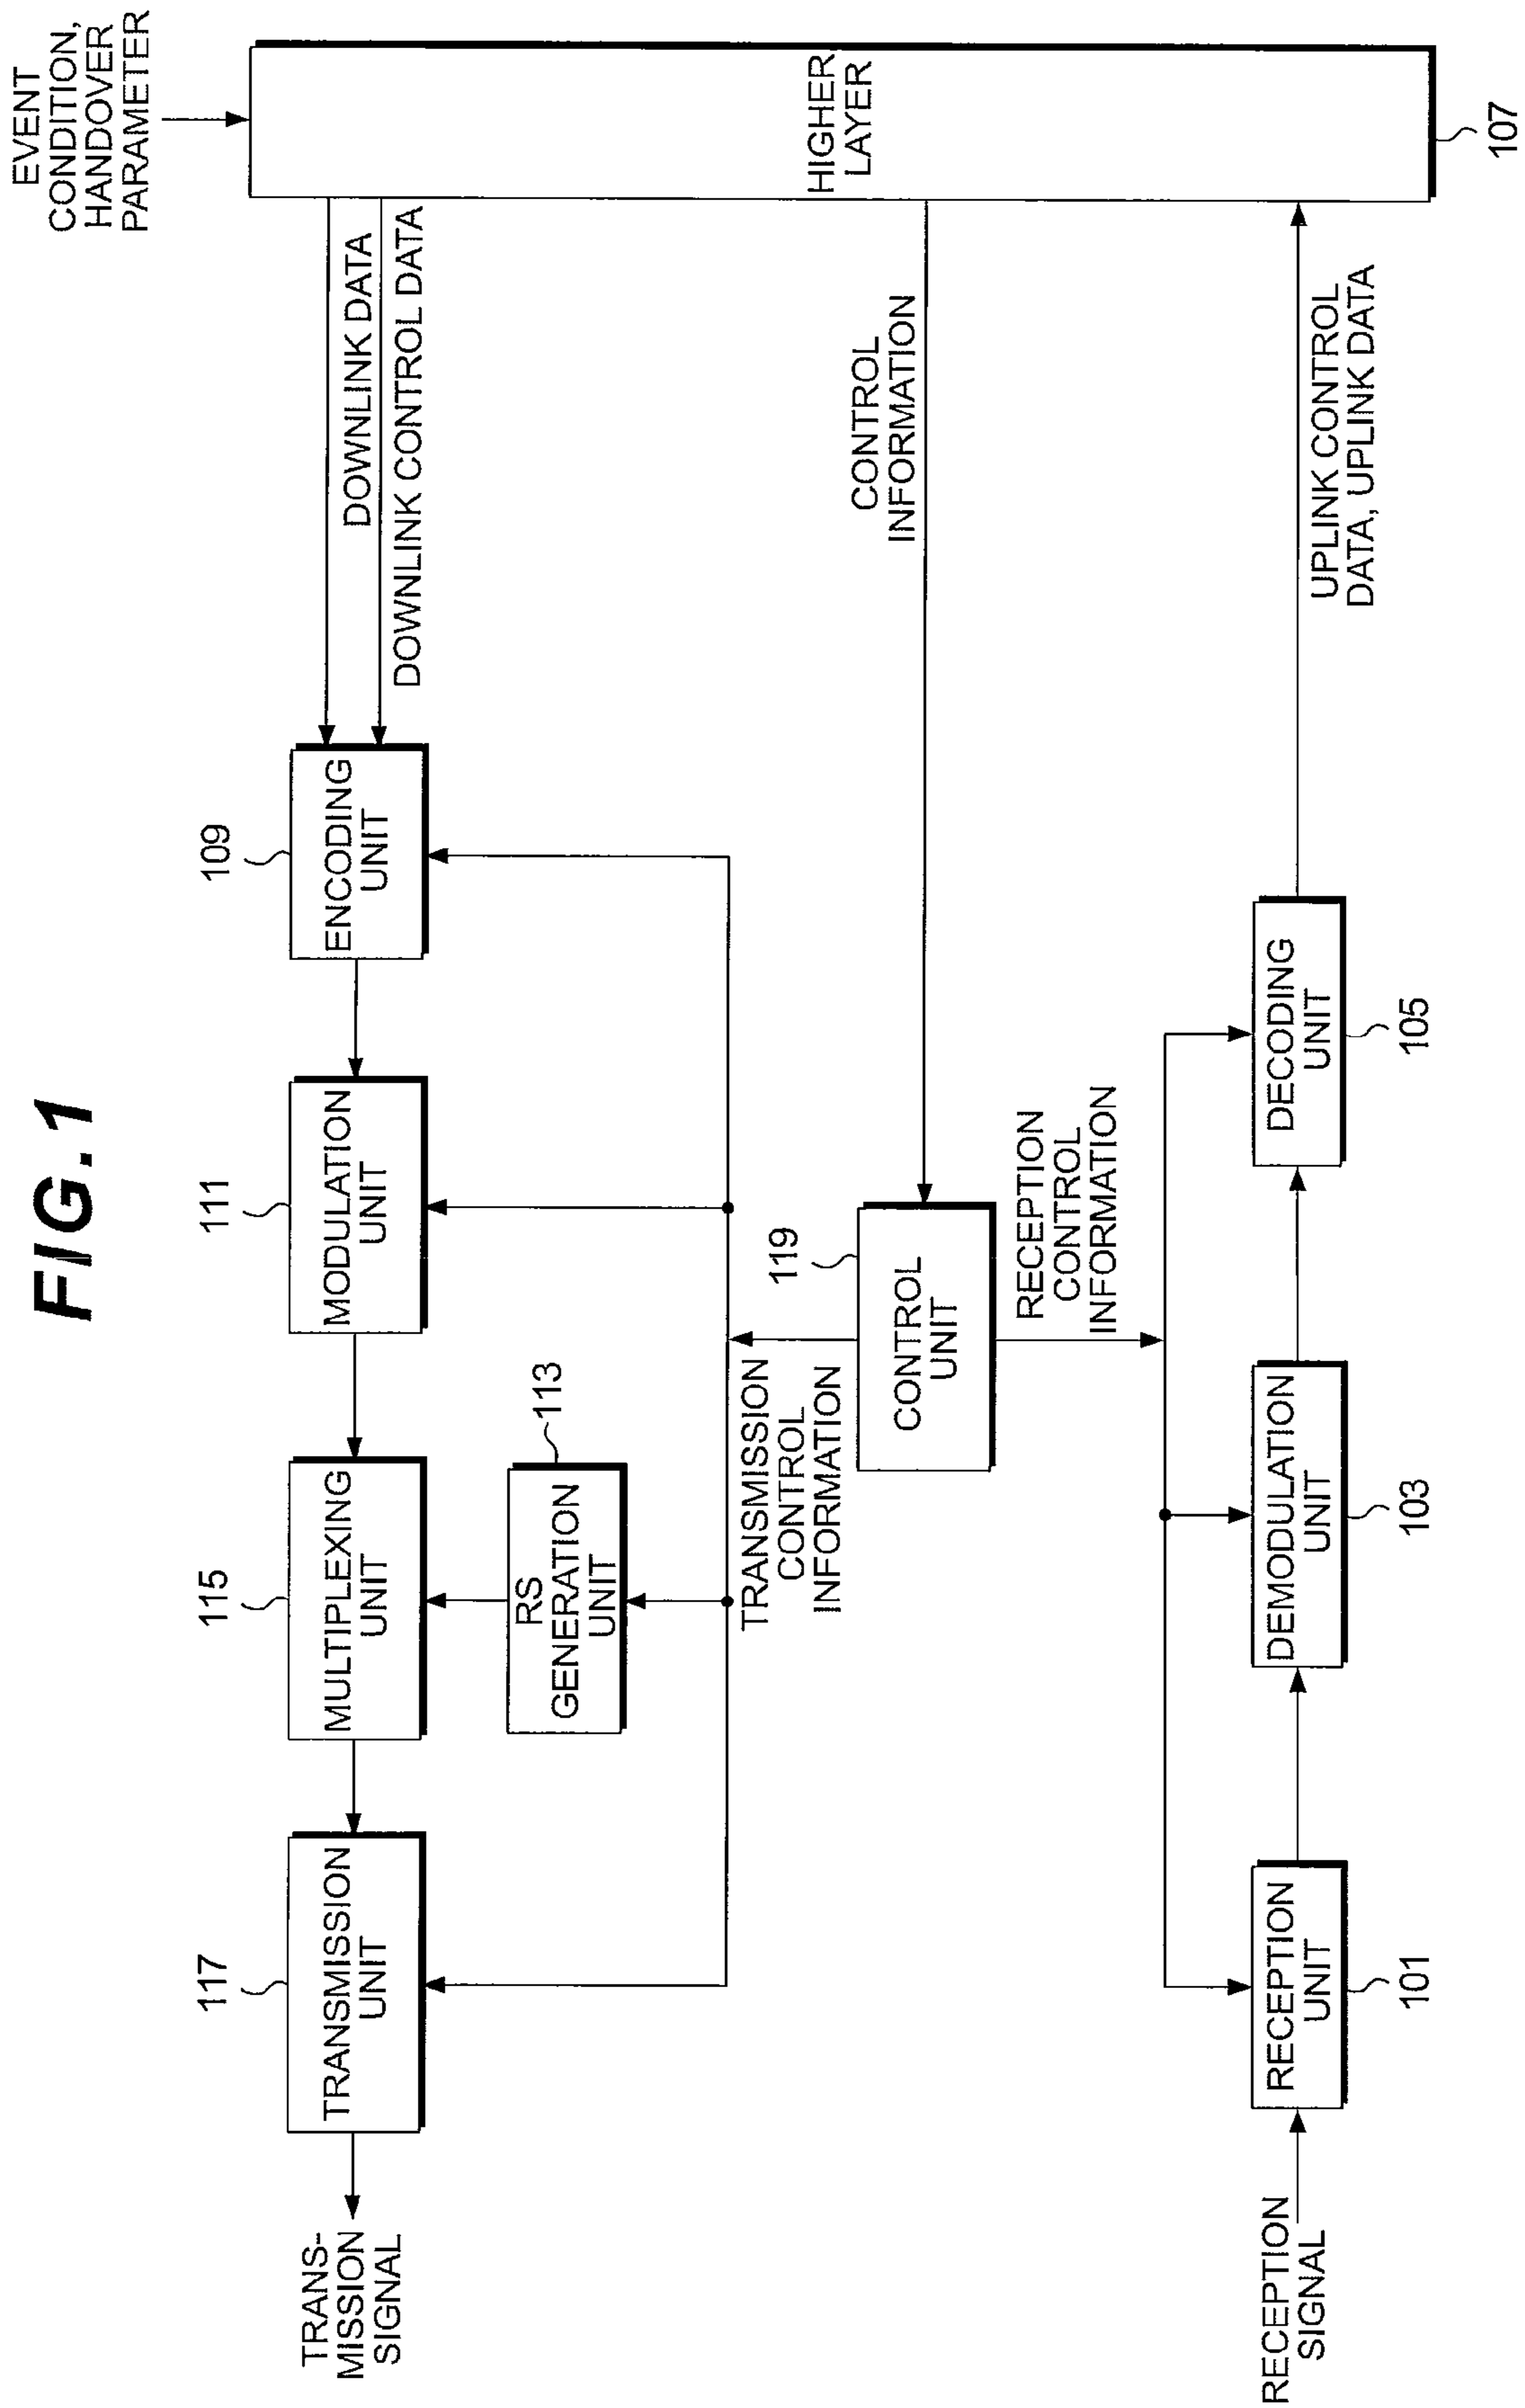 FIG.1
TRANS-
MISSION
SIGNAL
117
TRANSMISSION
UNIT
115
MULTIPLEXING
UNIT
111
MODULATION
UNIT
109
ENCODING
UNIT
DOWNLINK DATA
DOWNLINK CONTROL DATA
EVENT
CONDITION,
HANDOVER
PARAMETER
113
RS
GENERATION
UNIT
TRANSMISSION
CONTROL
INFORMATION
119
CONTROL
UNIT
CONTROL
INFORMATION
HIGHER
LAYER
107
RECEPTION
CONTROL
INFORMATION
RECEPTION
SIGNAL
RECEPTION
UNIT
101
DEMODULATION
UNIT
103
DECODING
UNIT
105
UPLINK CONTROL
DATA, UPLINK DATA